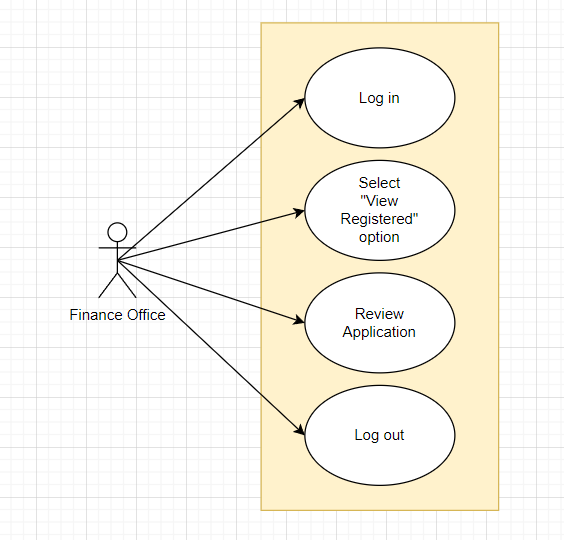 Log in
Select
"View
Registered"
option
Finance Office
Review
Application
Log out